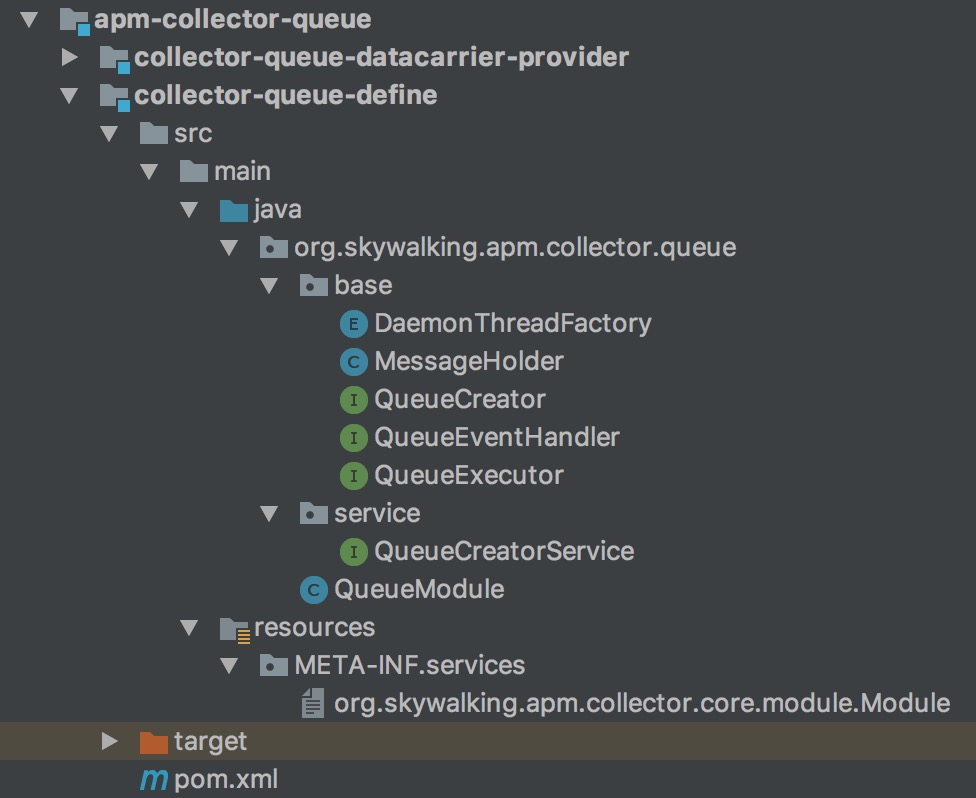 apm-collector-queue
collector-queue-datacarrier-provider
collector-queue-define
src
main
java
org.skywalking.apm.collector.queue
base
E DaemonThreadFactory
C MessageHolder
I QueueCreator
I QueueEventHandler
I QueueExecutor
service
I QueueCreatorService
C QueueModule
resources
META-INF.services
org.skywalking.apm.collector.core.module.Module
target
m pom.xml